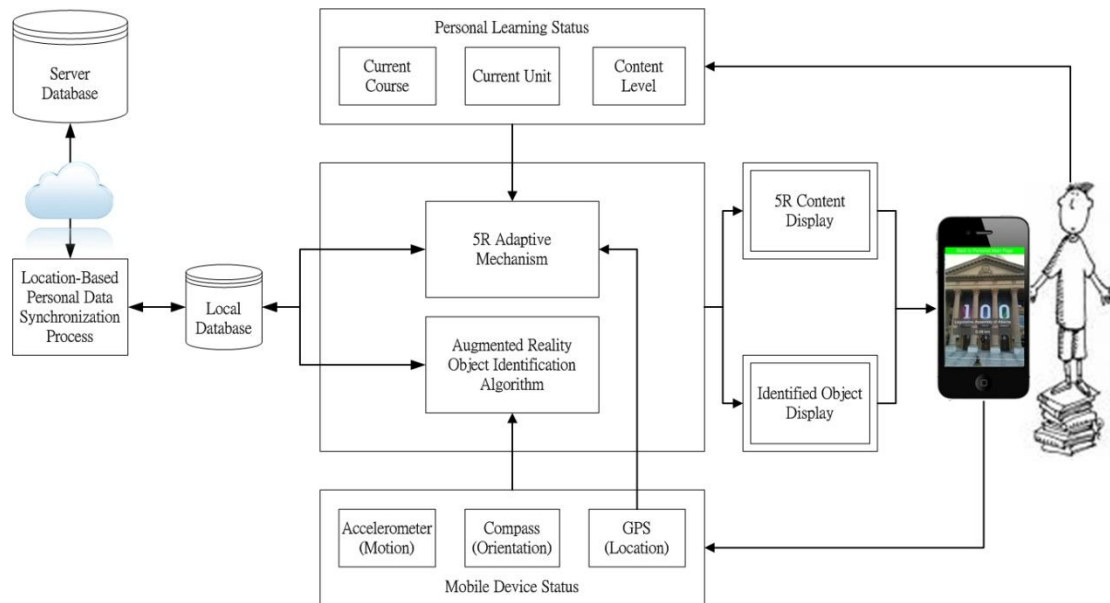 Server
Database
Location-Based
Personal Data
Synchronization
Process
Local
Database
Personal Learning Status
Current
Course
Current Unit
Content
Level
5R Adaptive
Mechanism
Augmented Reality
Object Identification
Algorithm
Accelerometer
(Motion)
Compass
(Orientation)
GPS
(Location)
Mobile Device Status
5R Content
Display
Identified Object
Display
100